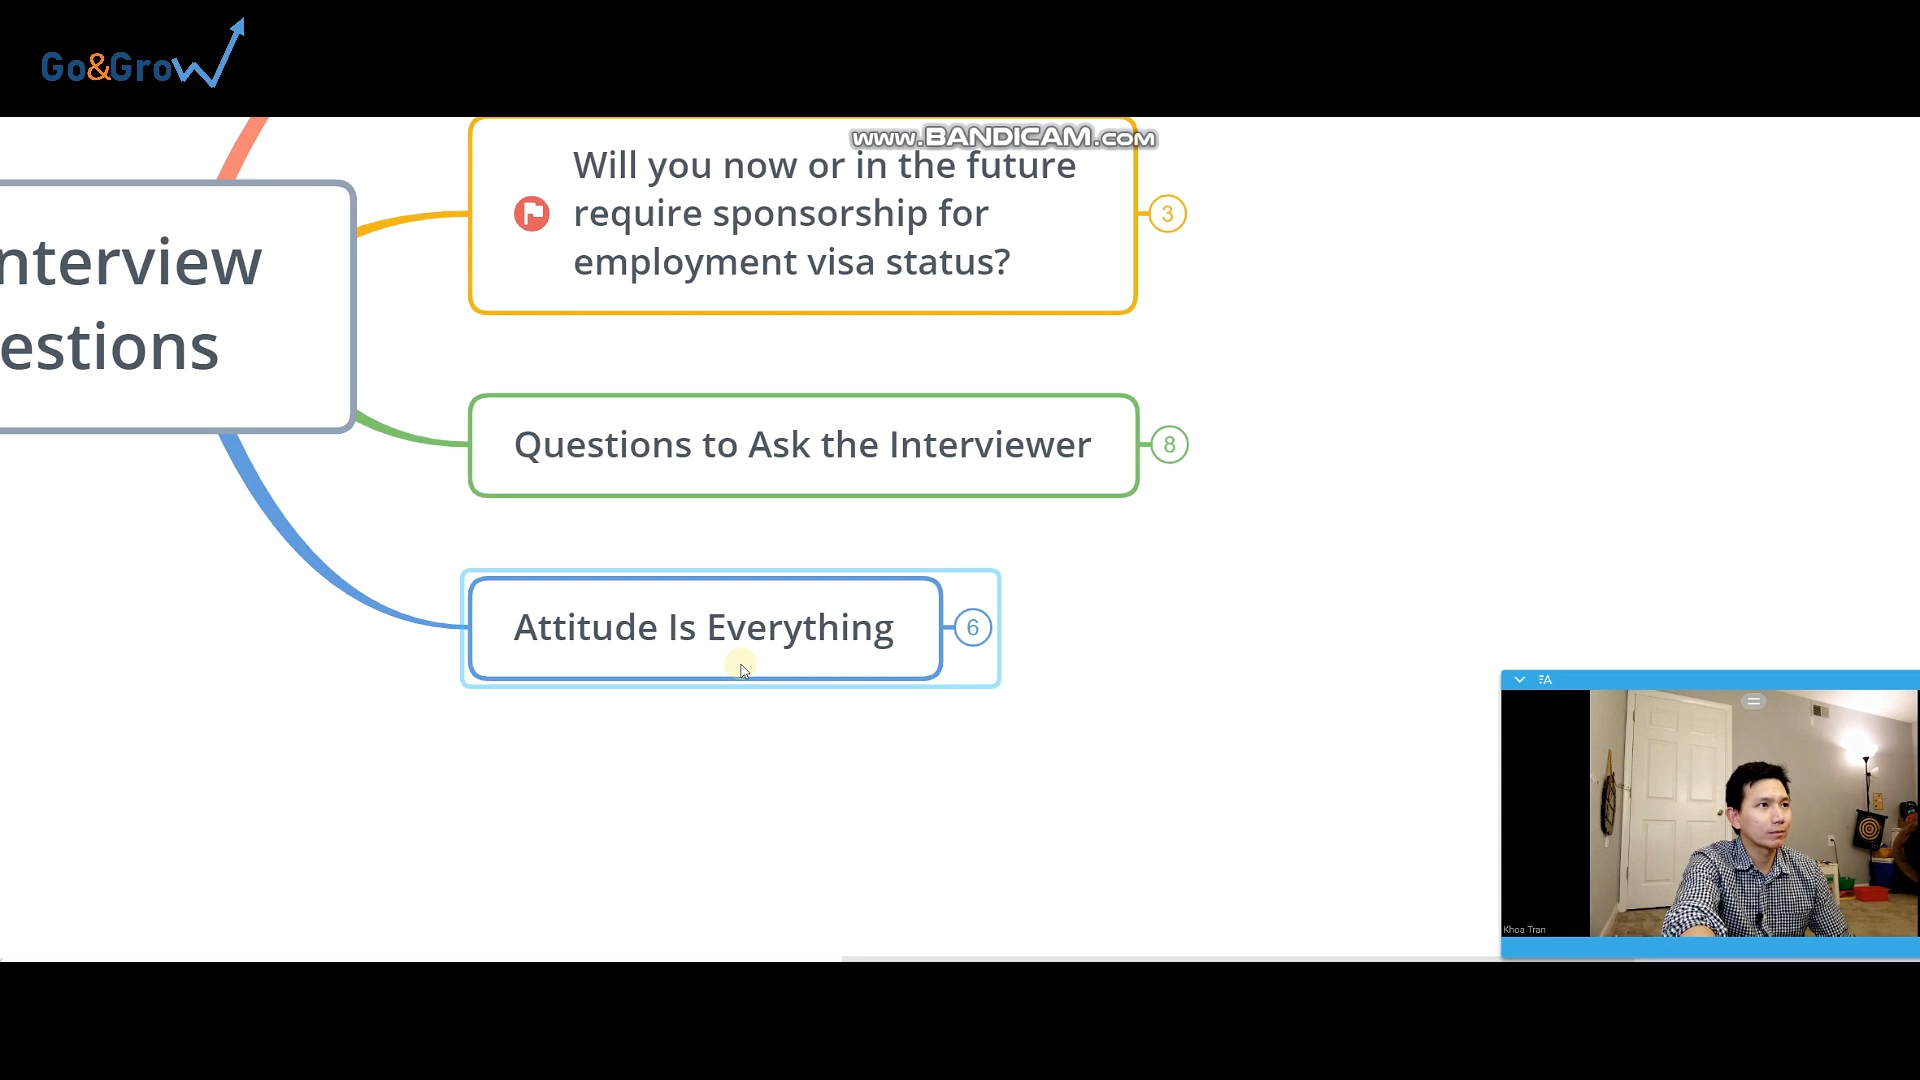 Go&Grow
www.BANDICAM.com
Will you now or in the future
require sponsorship for
employment visa status?
3
nterview
estions
Questions to Ask the Interviewer
8
Attitude Is Everything
6
Khoa Tran